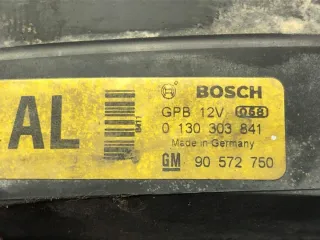 AL
BOSCH
GPB 12V 058
0 130 303 841
Made in Germany
GM 90 572 750